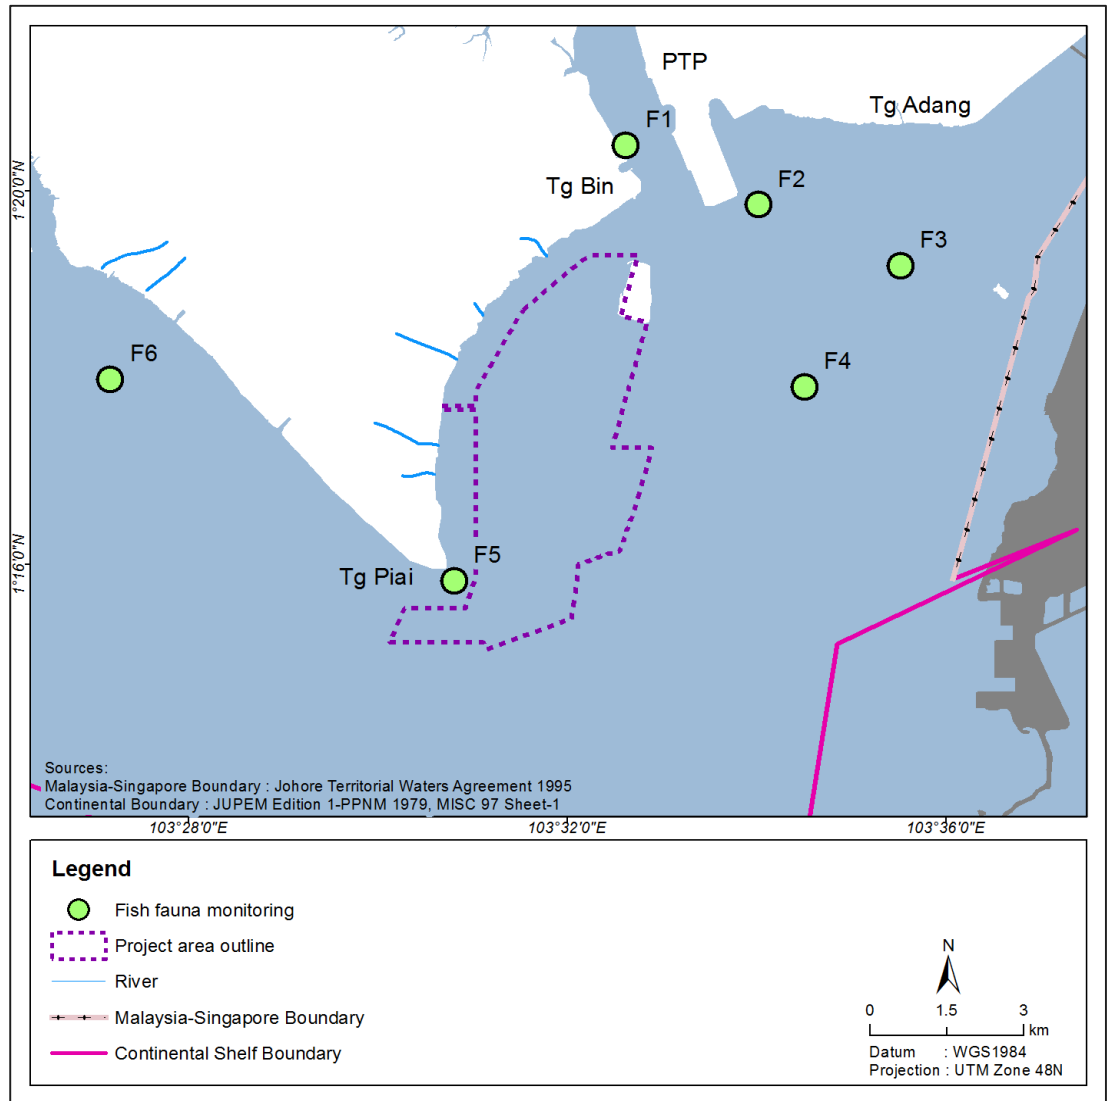 PTP
Tg Adang
F1
Tg Bin
F2
F3
F6
F4
F5
Tg Piai
1°20'0"N
1°16'0"N
Sources:
Malaysia-Singapore Boundary : Johore Territorial Waters Agreement 1995
Continental Boundary : JUPEM Edition 1-PPNM 1979, MISC 97 Sheet-1
103°28'0"E
103°32'0"E
103°36'0"E
Legend
Fish fauna monitoring
Project area outline
River
Malaysia-Singapore Boundary
Continental Shelf Boundary
N
0 1.5 3
km
Datum : WGS1984
Projection : UTM Zone 48N